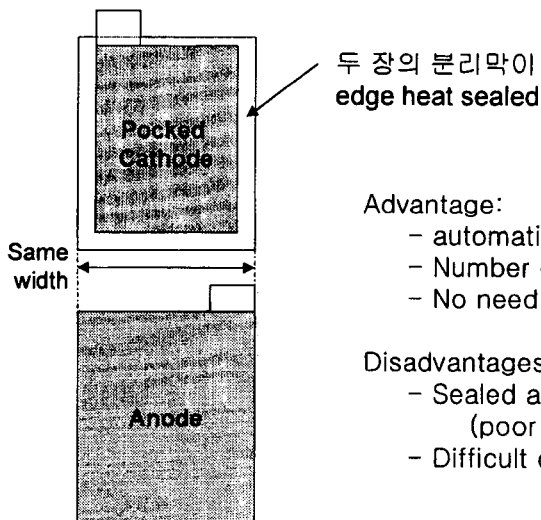 두 장의 분리막이
edge heat sealed
Pocked
Cathode
Advantage:
-
- Number
- No need
Same
width
Disadvantages
- Sealed
(poor
- Difficult
Anode